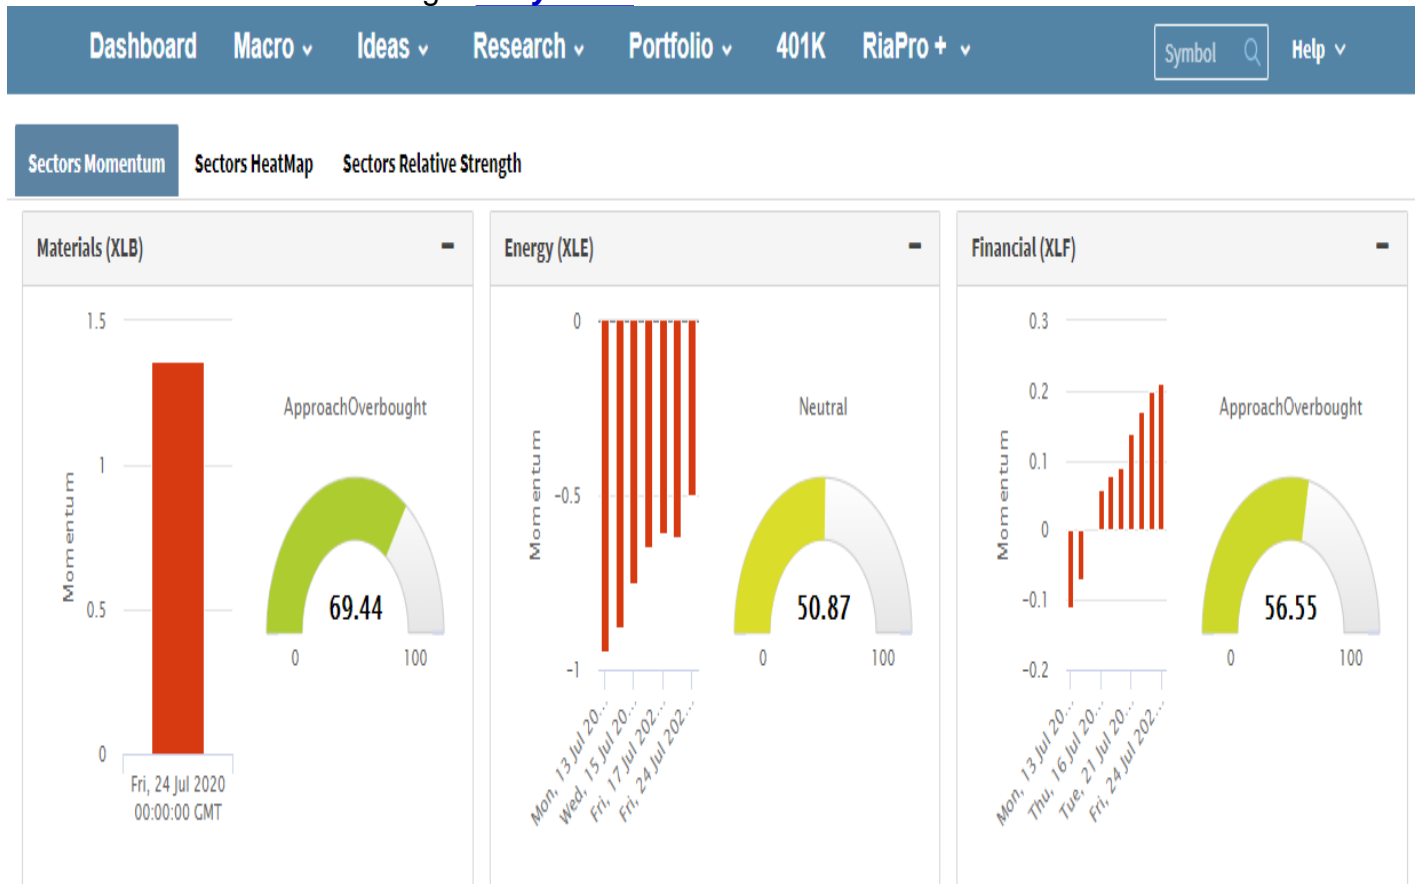 Dashboard Macro Ideas Research Portfolio 401K RiaPro + Symbol Help
Sectors Momentum Sectors HeatMap Sectors Relative Strength
Materials (XLB)
1.5
1
0.5
0
Momentum
Fri, 24 Jul 2020
00:00:00 GMT
ApproachOverbought
69.44
0 100
Energy (XLE)
0
-0.5
-1
Momentum
Mon, 13 Jul 20...
Wed, 15 Jul 20...
Fri, 17 Jul 202...
Fri, 24 Jul 202...
Neutral
50.87
0 100
Financial (XLF)
0.3
0.2
0.1
0
-0.1
-0.2
Momentum
Mon, 13 Jul 20...
Thu, 16 Jul 20...
Tue, 21 Jul 20...
Fri, 24 Jul 202...
ApproachOverbought
56.55
0 100